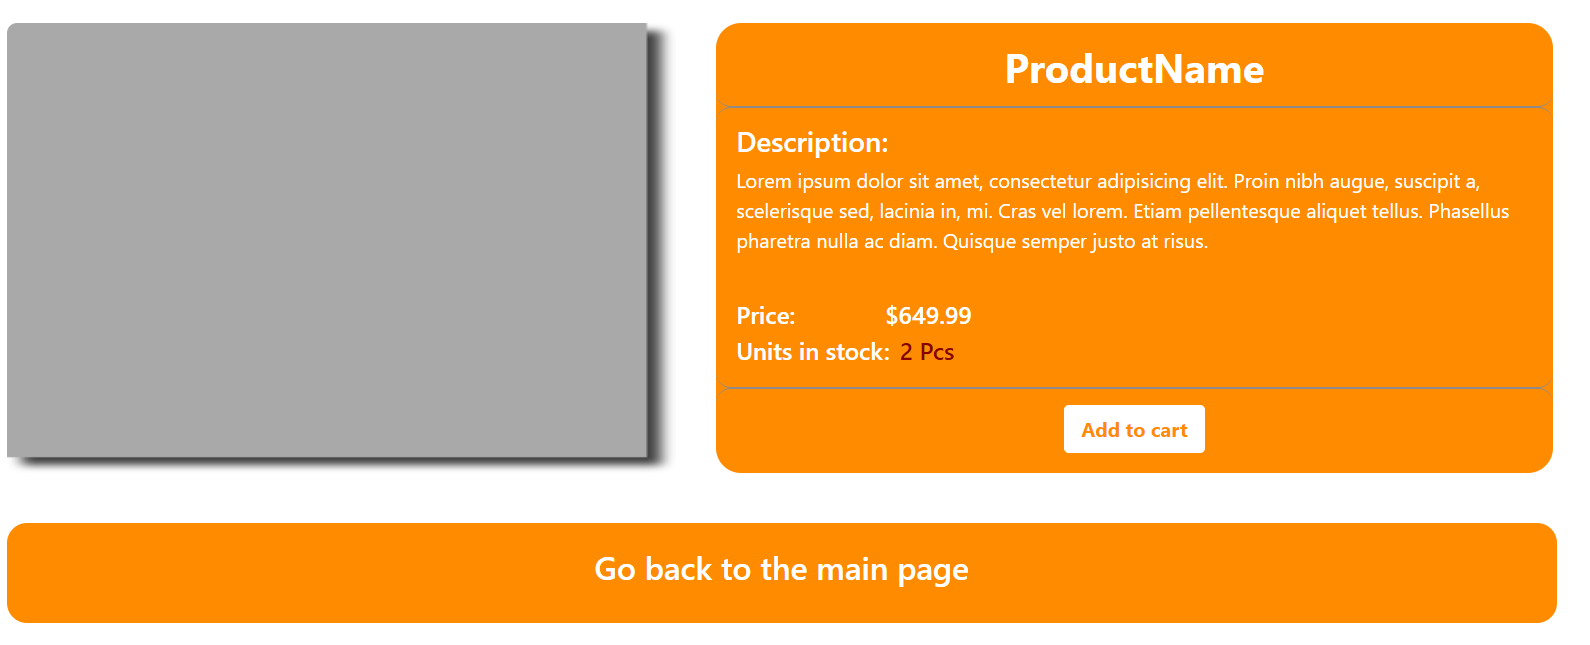 ProductName
Description:
Lorem ipsum dolor sit amet, consectetur adipisicing elit. Proin nibh augue, suscipit a,
scelerisque sed, lacinia in, mi. Cras vel lorem. Etiam pellentesque aliquet tellus. Phasellus
pharetra nulla ac diam. Quisque semper justo at risus.
Price: $649.99
Units in stock: 2 Pcs
Add to cart
Go back to the main page